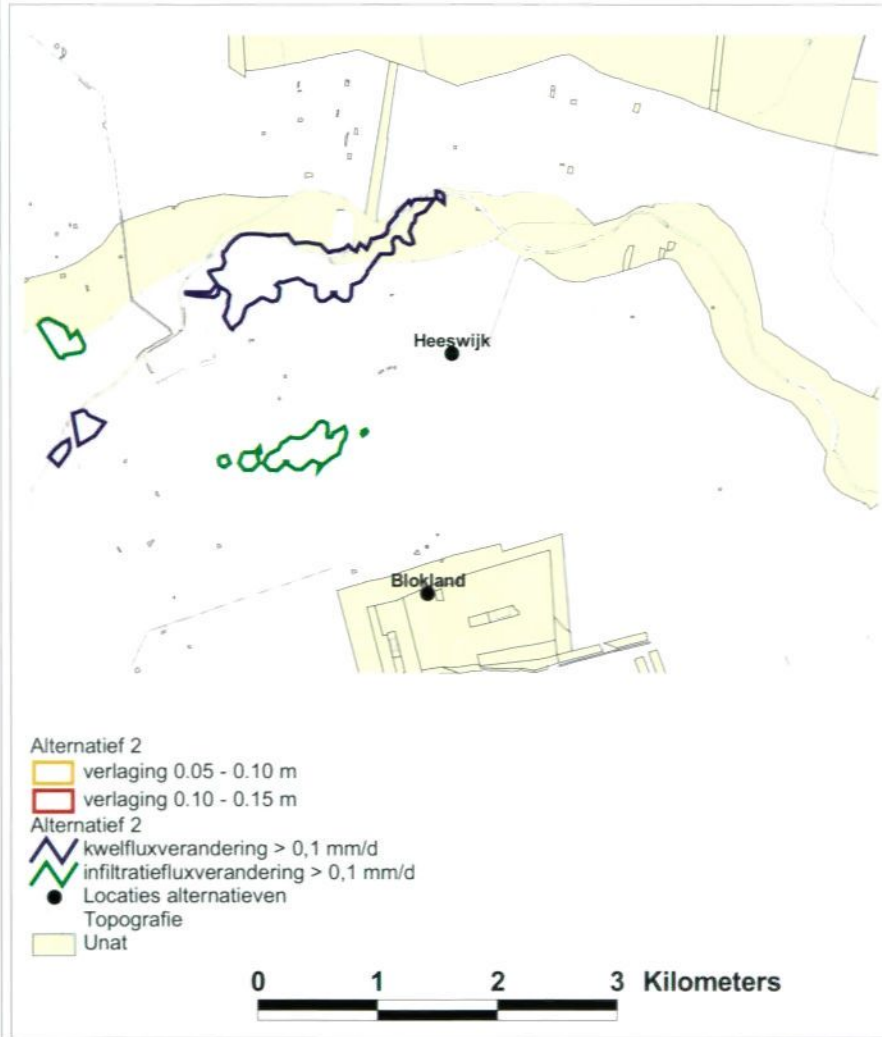 Heeswijk
Blokland
Alternatief 2
verlaging 0.05 - 0.10 m
verlaging 0.10 - 0.15 m
Alternatief 2
kwelfluxverandering > 0,1 mm/d
infiltratiefluxverandering > 0,1 mm/d
Locaties alternatieven
Topografie
Unat
0 1 2 3 Kilometers